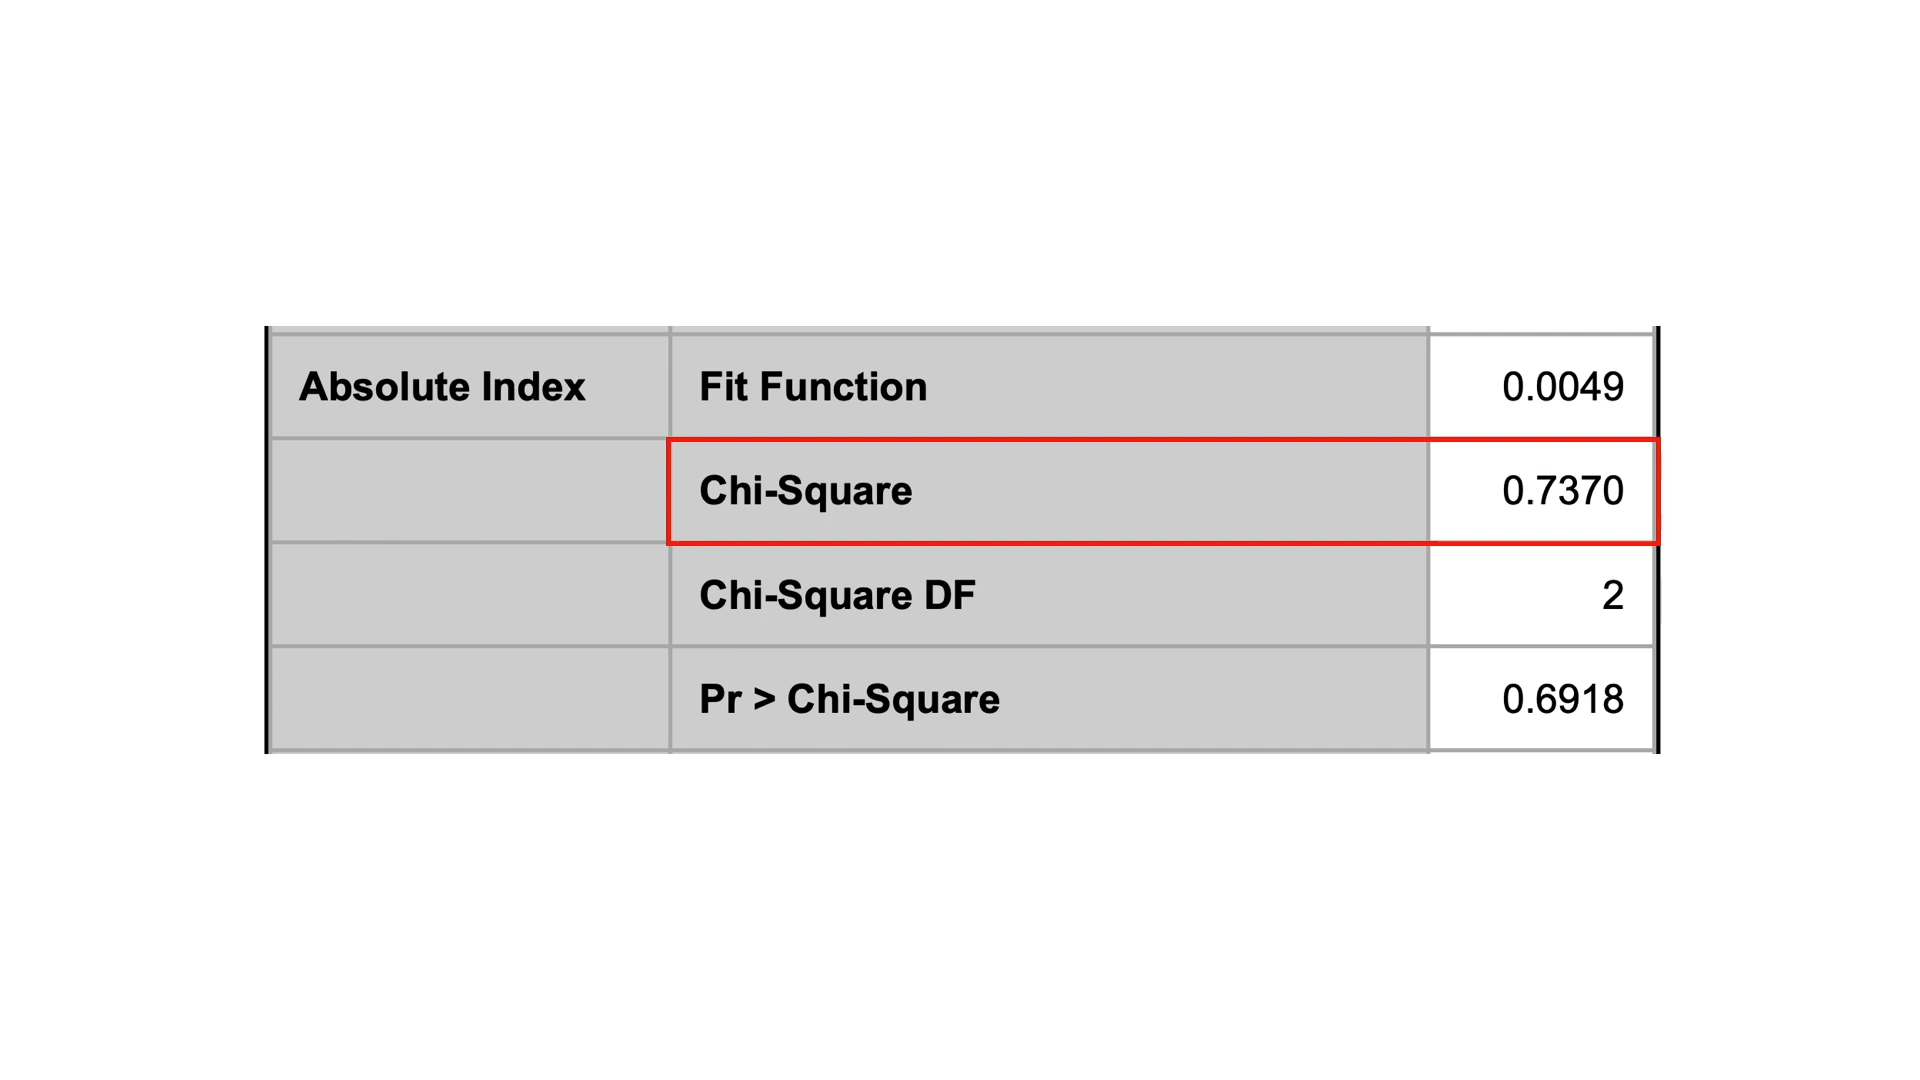 Absolute Index Fit Function 0.0049
Chi-Square 0.7370
Chi-Square DF 2
Pr > Chi-Square 0.6918